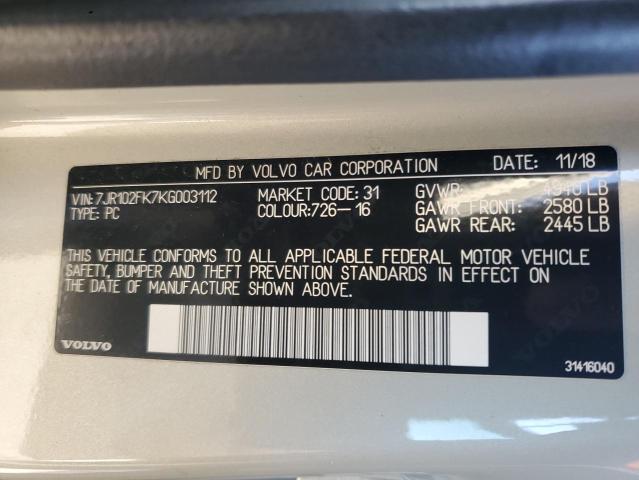 MFD BY VOLVO CAR CORPORATION DATE: 11/18
VIN: 7JR102FK7KG003112 MARKET CODE: 31 GVWR: 4940 LB
TYPE: PC COLOUR:726-16 GAWR FRONT: 2580 LB
GAWR REAR: 2445 LB
THIS VEHICLE CONFORMS TO ALL APPLICABLE FEDERAL MOTOR VEHICLE
SAFETY, BUMPER AND THEFT PREVENTION STANDARDS IN EFFECT ON
THE DATE OF MANUFACTURE SHOWN ABOVE.
VOLVO 31416040